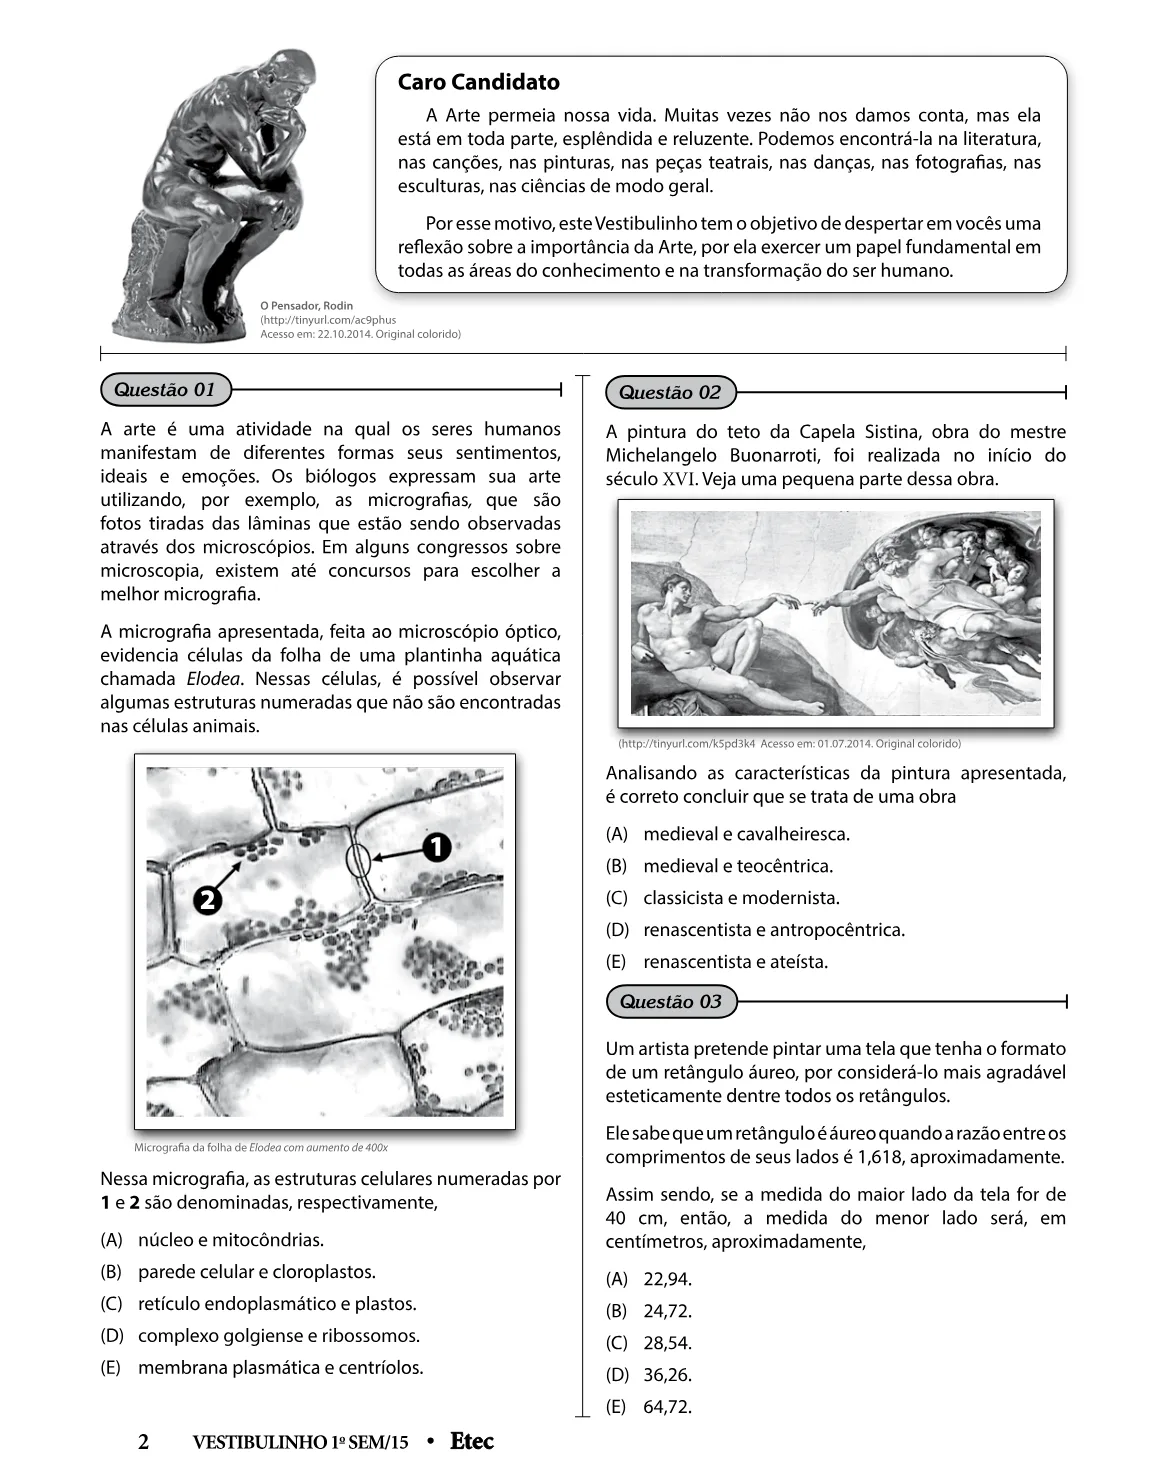 Caro Candidato
A Arte permeia nossa vida. Muitas vezes não nos damos conta, mas ela
está em toda parte, esplêndida e reluzente. Podemos encontrá-la na literatura,
nas canções, nas pinturas, nas peças teatrais, nas danças, nas fotografias, nas
esculturas, nas ciências de modo geral.
Por esse motivo, este Vestibulinho tem o objetivo de despertar em vocês uma
reflexão sobre a importância da Arte, por ela exercer um papel fundamental em
todas as áreas do conhecimento e na transformação do ser humano.
O Pensador, Rodin
(http://tinyurl.com/ac9phus
Acesso em: 22.10.2014. Original colorido)
Questão 01
A arte é uma atividade na qual os seres humanos
manifestam de diferentes formas seus sentimentos,
ideais e emoções. Os biólogos expressam sua arte
utilizando, por exemplo, as micrografias, que são
fotos tiradas das lâminas que estão sendo observadas
através dos microscópios. Em alguns congressos sobre
microscopia, existem até concursos para escolher a
melhor micrografia.
A micrografia apresentada, feita ao microscópio óptico,
evidencia células da folha de uma plantinha aquática
chamada Elodea. Nessas células, é possível observar
algumas estruturas numeradas que não são encontradas
nas células animais.
1
2
Micrografia da folha de Elodea com aumento de 400x
Nessa micrografia, as estruturas celulares numeradas por
1 e 2 são denominadas, respectivamente,
(A) núcleo e mitocôndrias.
(B) parede celular e cloroplastos.
(C) retículo endoplasmático e plastos.
(D) complexo golgiense e ribossomos.
(E) membrana plasmática e centríolos.
Questão 02
A pintura do teto da Capela Sistina, obra do mestre
Michelangelo Buonarroti, foi realizada no início do
século XVI. Veja uma pequena parte dessa obra.
(http://tinyurl.com/k5pd3k4 Acesso em: 01.07.2014. Original colorido)
Analisando as características da pintura apresentada,
é correto concluir que se trata de uma obra
(A) medieval e cavalheiresca.
(B) medieval e teocêntrica.
(C) classicista e modernista.
(D) renascentista e antropocêntrica.
(E) renascentista e ateísta.
Questão 03
Um artista pretende pintar uma tela que tenha o formato
de um retângulo áureo, por considerá-lo mais agradável
esteticamente dentre todos os retângulos.
Ele sabe que um retângulo é áureo quando a razão entre os
comprimentos de seus lados é 1,618, aproximadamente.
Assim sendo, se a medida do maior lado da tela for de
40 cm, então, a medida do menor lado será, em
centímetros, aproximadamente,
(A) 22,94.
(B) 24,72.
(C) 28,54.
(D) 36,26.
(E) 64,72.
2 VESTIBULINHO 1º SEM/15 • Etec